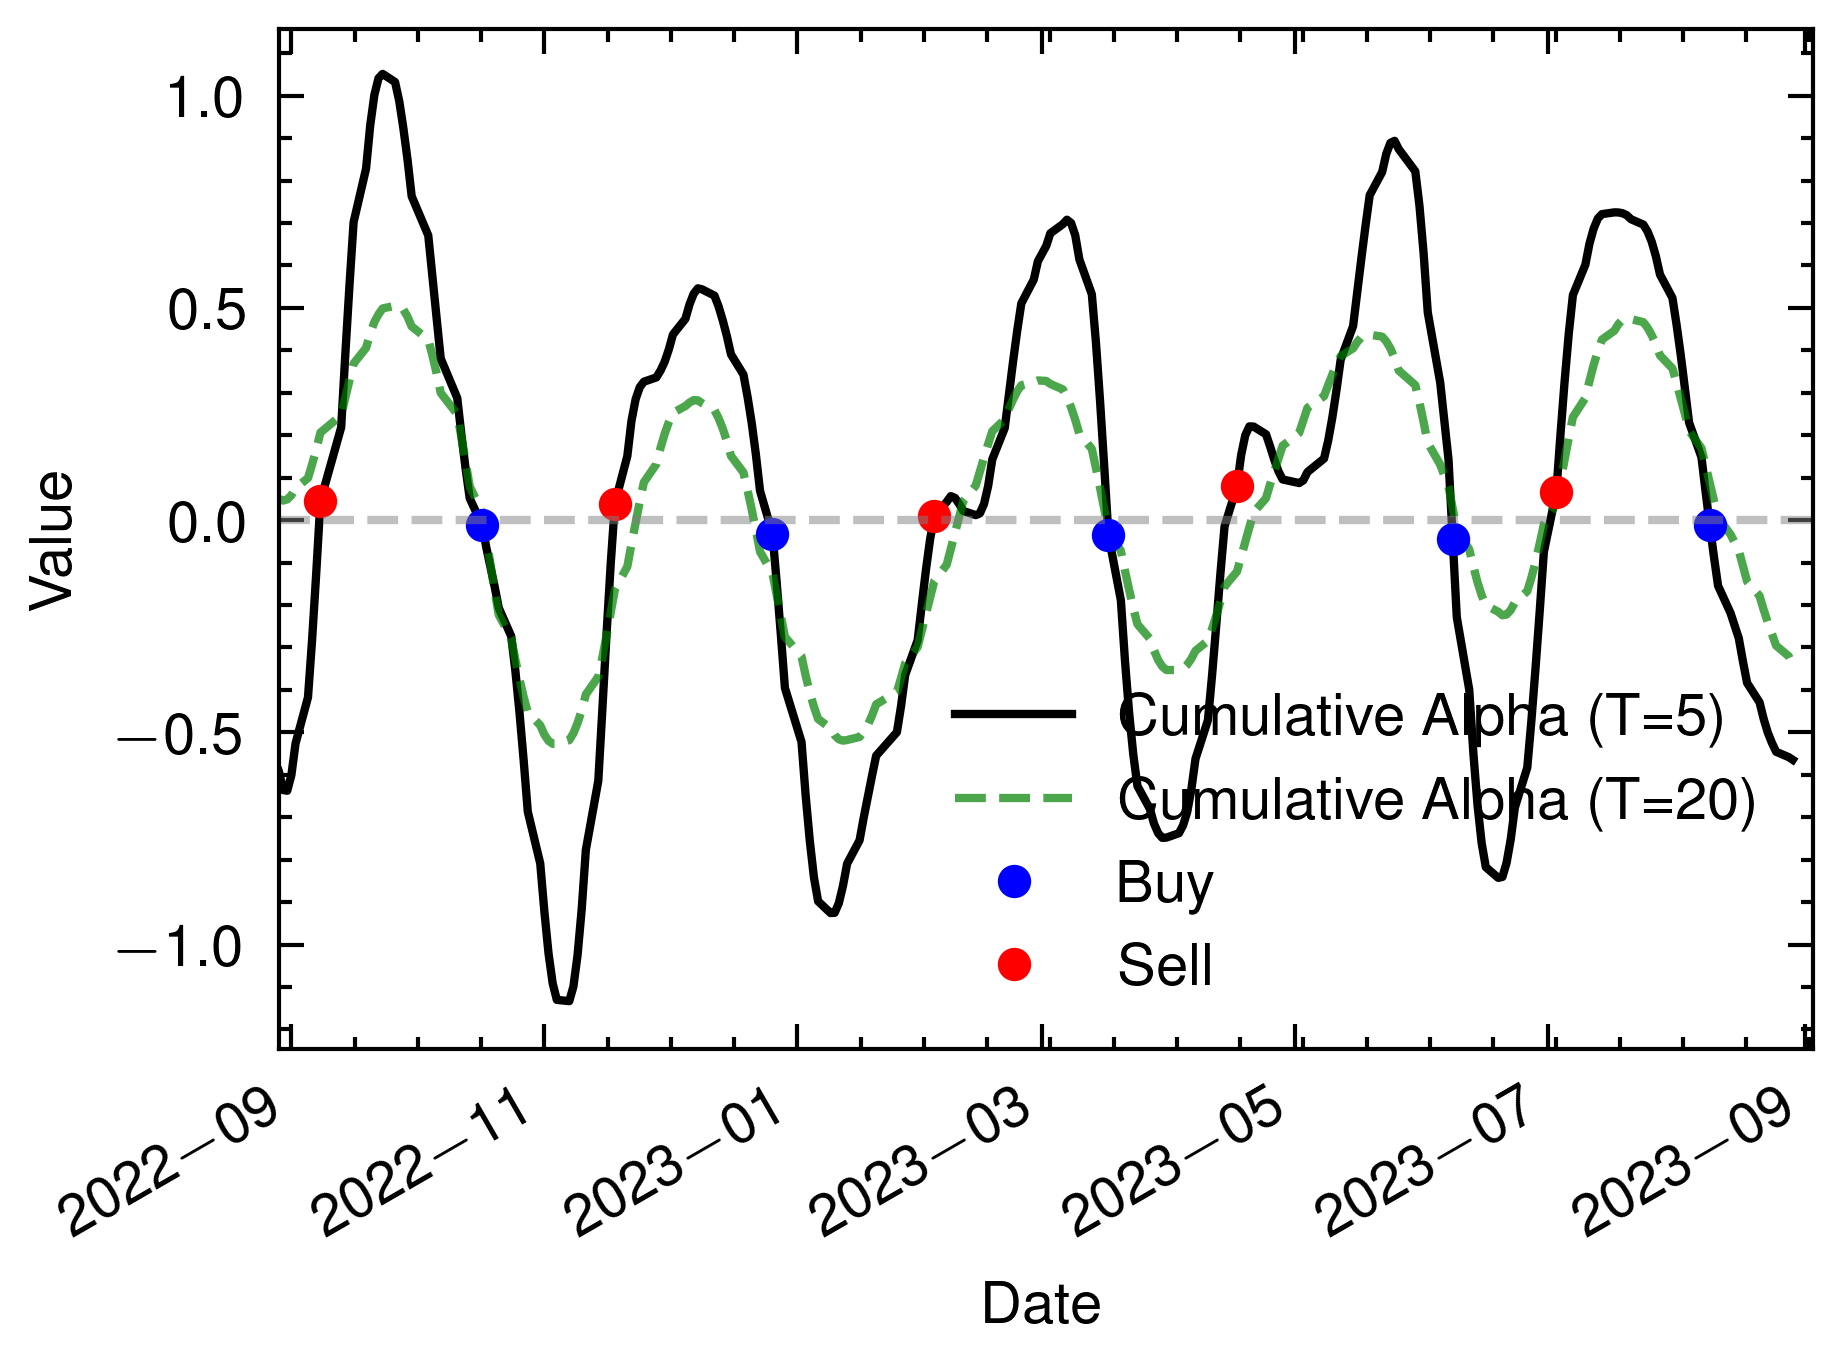 1.0
0.5
0.0
−0.5
−1.0
Value
Cumulative Alpha (T=5)
Cumulative Alpha (T=20)
Buy
Sell
2022−09
2022−11
2023−01
2023−03
2023−05
2023−07
2023−09
Date